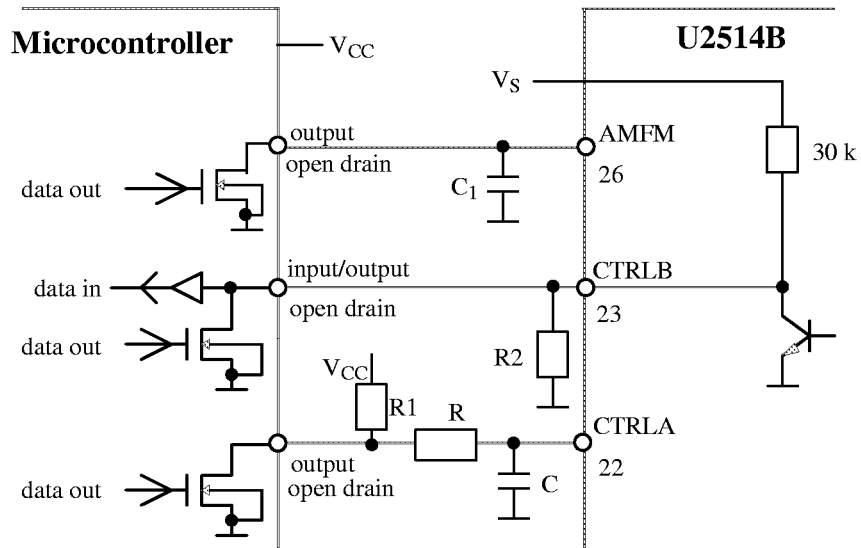 Microcontroller
V_CC
U2514B
V_S
output
open drain
AMFM
26
30 k
C_1
data out
input/output
open drain
CTRLB
23
data in
data out
R2
V_CC
R1
R
CTRLA
22
C
output
open drain
data out